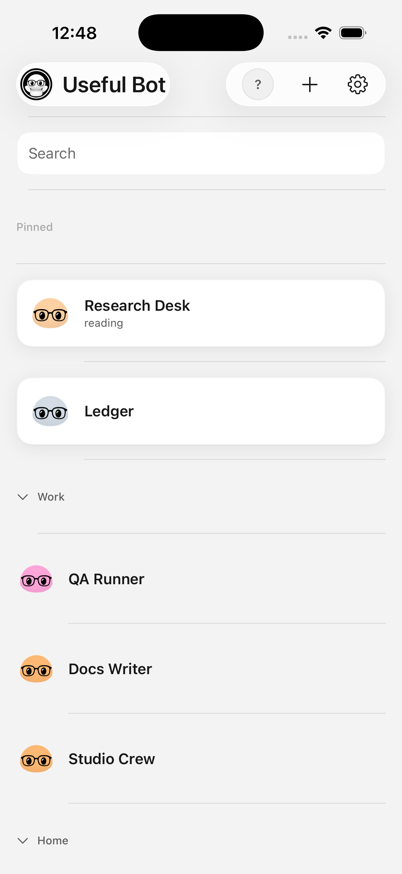 12:48
Useful Bot
?
Search
Pinned
Research Desk
reading
Ledger
Work
QA Runner
Docs Writer
Studio Crew
Home